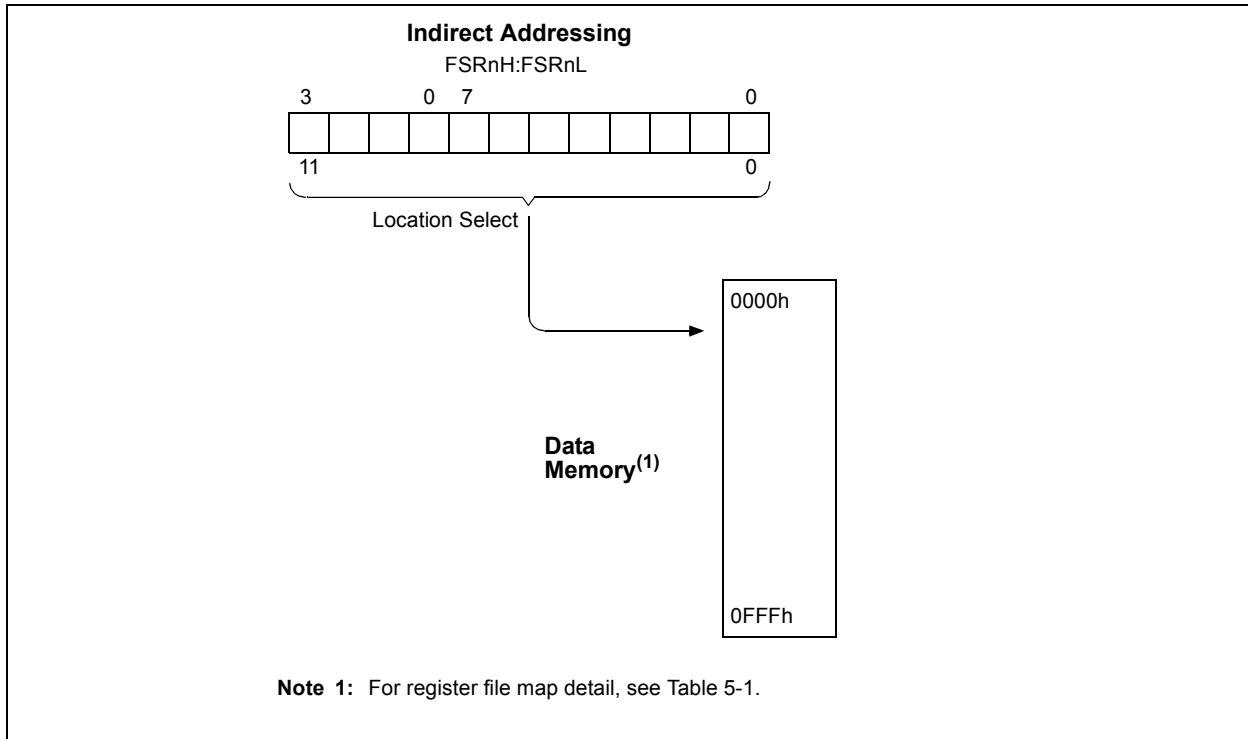 Indirect Addressing
FSRnH:FSRnL
3 0 7 0
11 0
Location Select
0000h
Data
Memory(1)
0FFFh
Note 1: For register file map detail, see Table 5-1.